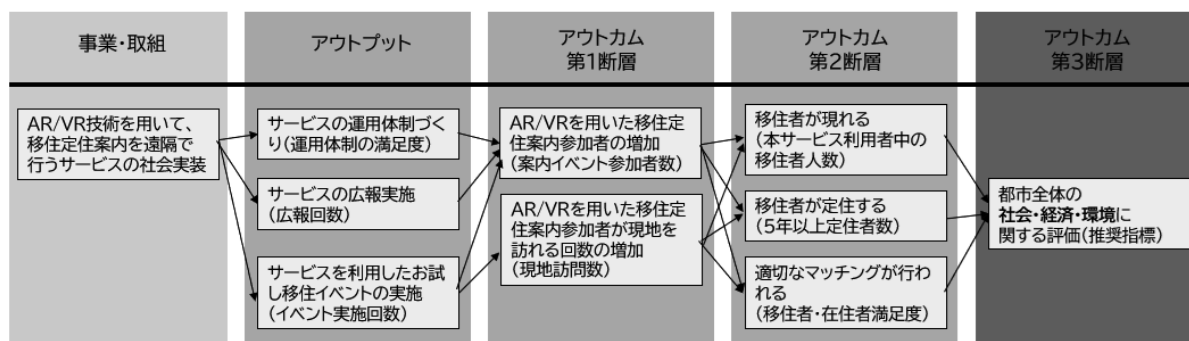 事業・取組
アウトプット
アウトカム
第1断層
アウトカム
第2断層
アウトカム
第3断層
AR/VR技術を用いて、
移住定住案内を遠隔で
行うサービスの社会実装
サービスの運用体制づく
り(運用体制の満足度)
サービスの広報実施
(広報回数)
サービスを利用したお試
し移住イベントの実施
(イベント実施回数)
AR/VRを用いた移住定
住案内参加者の増加
(案内イベント参加者数)
AR/VRを用いた移住定
住案内参加者が現地を
訪れる回数の増加
(現地訪問数)
移住者が現れる
(本サービス利用者中の
移住者人数)
移住者が定住する
(5年以上定住者数)
適切なマッチングが行わ
れる
(移住者・在住者満足度)
都市全体の
社会・経済・環境に
関する評価(推奨指標)